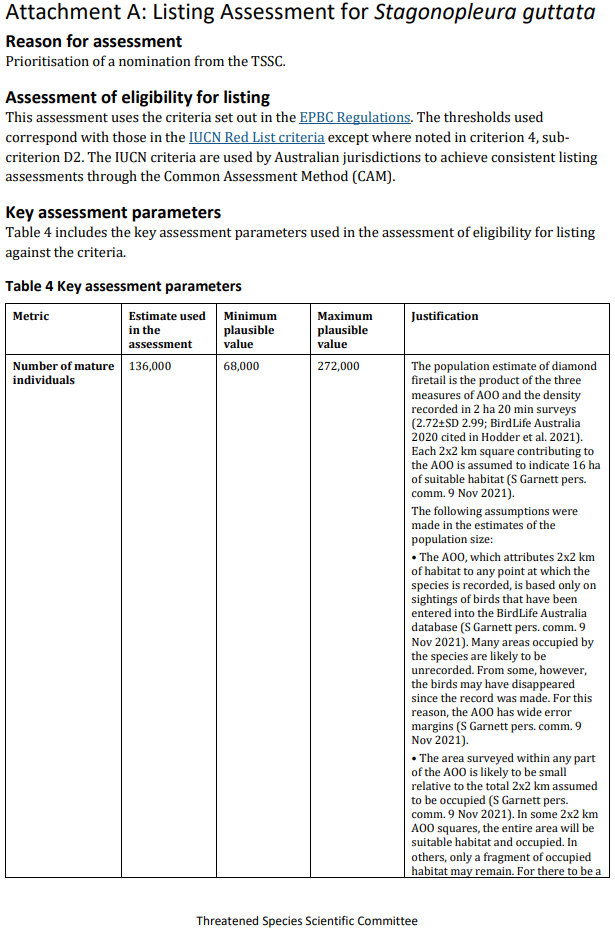 Attachment A: Listing Assessment for Stagonopleura guttata
Reason for assessment
Prioritisation of a nomination from the TSSC.
Assessment of eligibility for listing
This assessment uses the criteria set out in the EPBC Regulations. The thresholds used
correspond with those in the IUCN Red List criteria except where noted in criterion 4, sub-
criterion D2. The IUCN criteria are used by Australian jurisdictions to achieve consistent listing
assessments through the Common Assessment Method (CAM).
Key assessment parameters
Table 4 includes the key assessment parameters used in the assessment of eligibility for listing
against the criteria.
Table 4 Key assessment parameters
Metric
Estimate used
in the
assessment
Minimum
plausible
value
Maximum
plausible
value
Justification
Number of mature
individuals
136,000
68,000
272,000
The population estimate of diamond
firetail is the product of the three
measures of AOO and the density
recorded in 2 ha 20 min surveys
(2.72±SD 2.99; BirdLife Australia
2020 cited in Hodder et al. 2021).
Each 2x2 km square contributing to
the AOO is assumed to indicate 16 ha
of suitable habitat (S Garnett pers.
comm. 9 Nov 2021).
The following assumptions were
made in the estimates of the
population size:
• The AOO, which attributes 2x2 km
of habitat to any point at which the
species is recorded, is based only on
sightings of birds that have been
entered into the BirdLife Australia
database (S Garnett pers. comm. 9
Nov 2021). Many areas occupied by
the species are likely to be
unrecorded. From some, however,
the birds may have disappeared
since the record was made. For this
reason, the AOO has wide error
margins (S Garnett pers. comm. 9
Nov 2021).
• The area surveyed within any part
of the AOO is likely to be small
relative to the total 2x2 km assumed
to be occupied (S Garnett pers.
comm. 9 Nov 2021). In some 2x2 km
AOO squares, the entire area will be
suitable habitat and occupied. In
others, only a fragment of occupied
habitat may remain. For there to be a
Threatened Species Scientific Committee